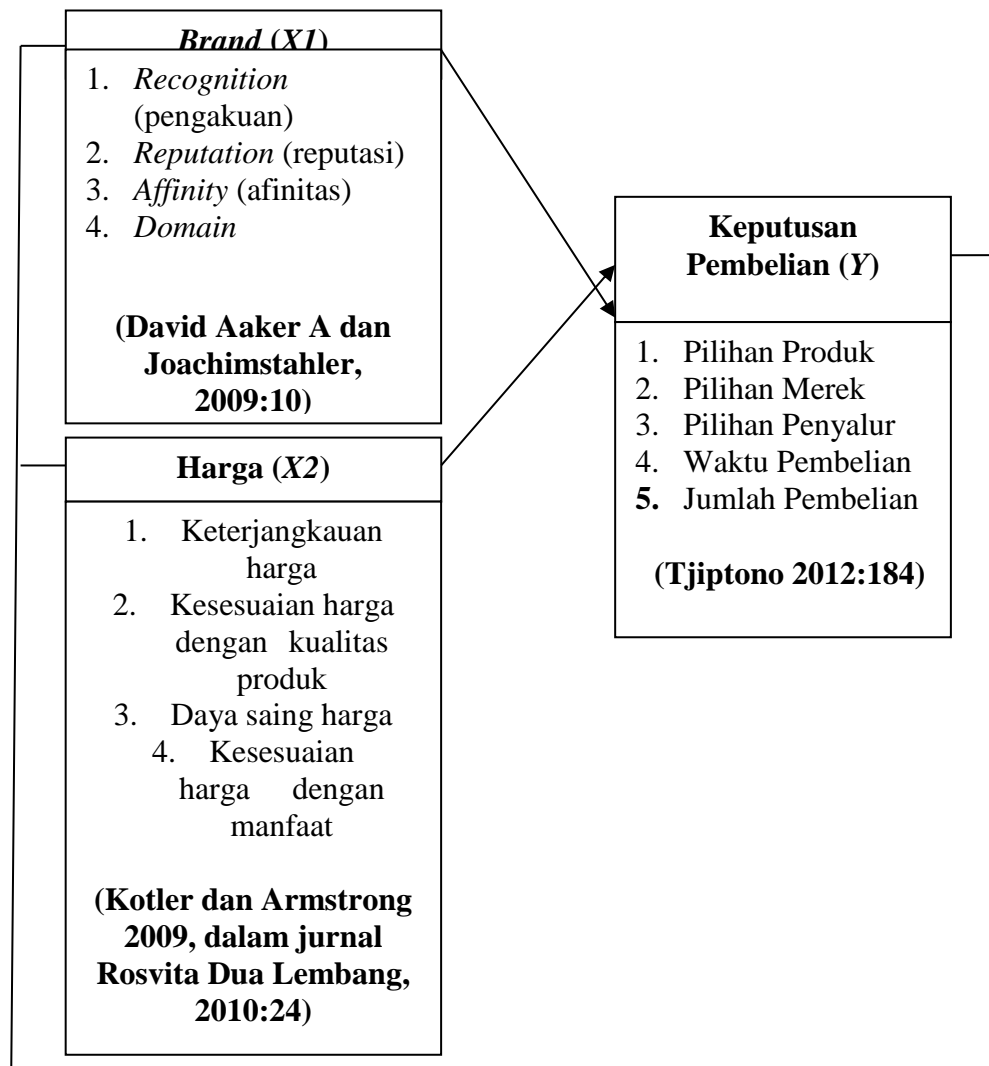 Brand (X1)
1. Recognition
(pengakuan)
2. Reputation (reputasi)
3. Affinity (afinitas)
4. Domain
(David Aaker A dan
Joachimstahler,
2009:10)
Harga (X2)
1. Keterjangkauan
harga
2. Kesesuaian harga
dengan kualitas
produk
3. Daya saing harga
4. Kesesuaian
harga dengan
manfaat
(Kotler dan Armstrong
2009, dalam jurnal
Rosvita Dua Lembang,
2010:24)
Keputusan
Pembelian (Y)
1. Pilihan Produk
2. Pilihan Merek
3. Pilihan Penyalur
4. Waktu Pembelian
5. Jumlah Pembelian
(Tjiptono 2012:184)